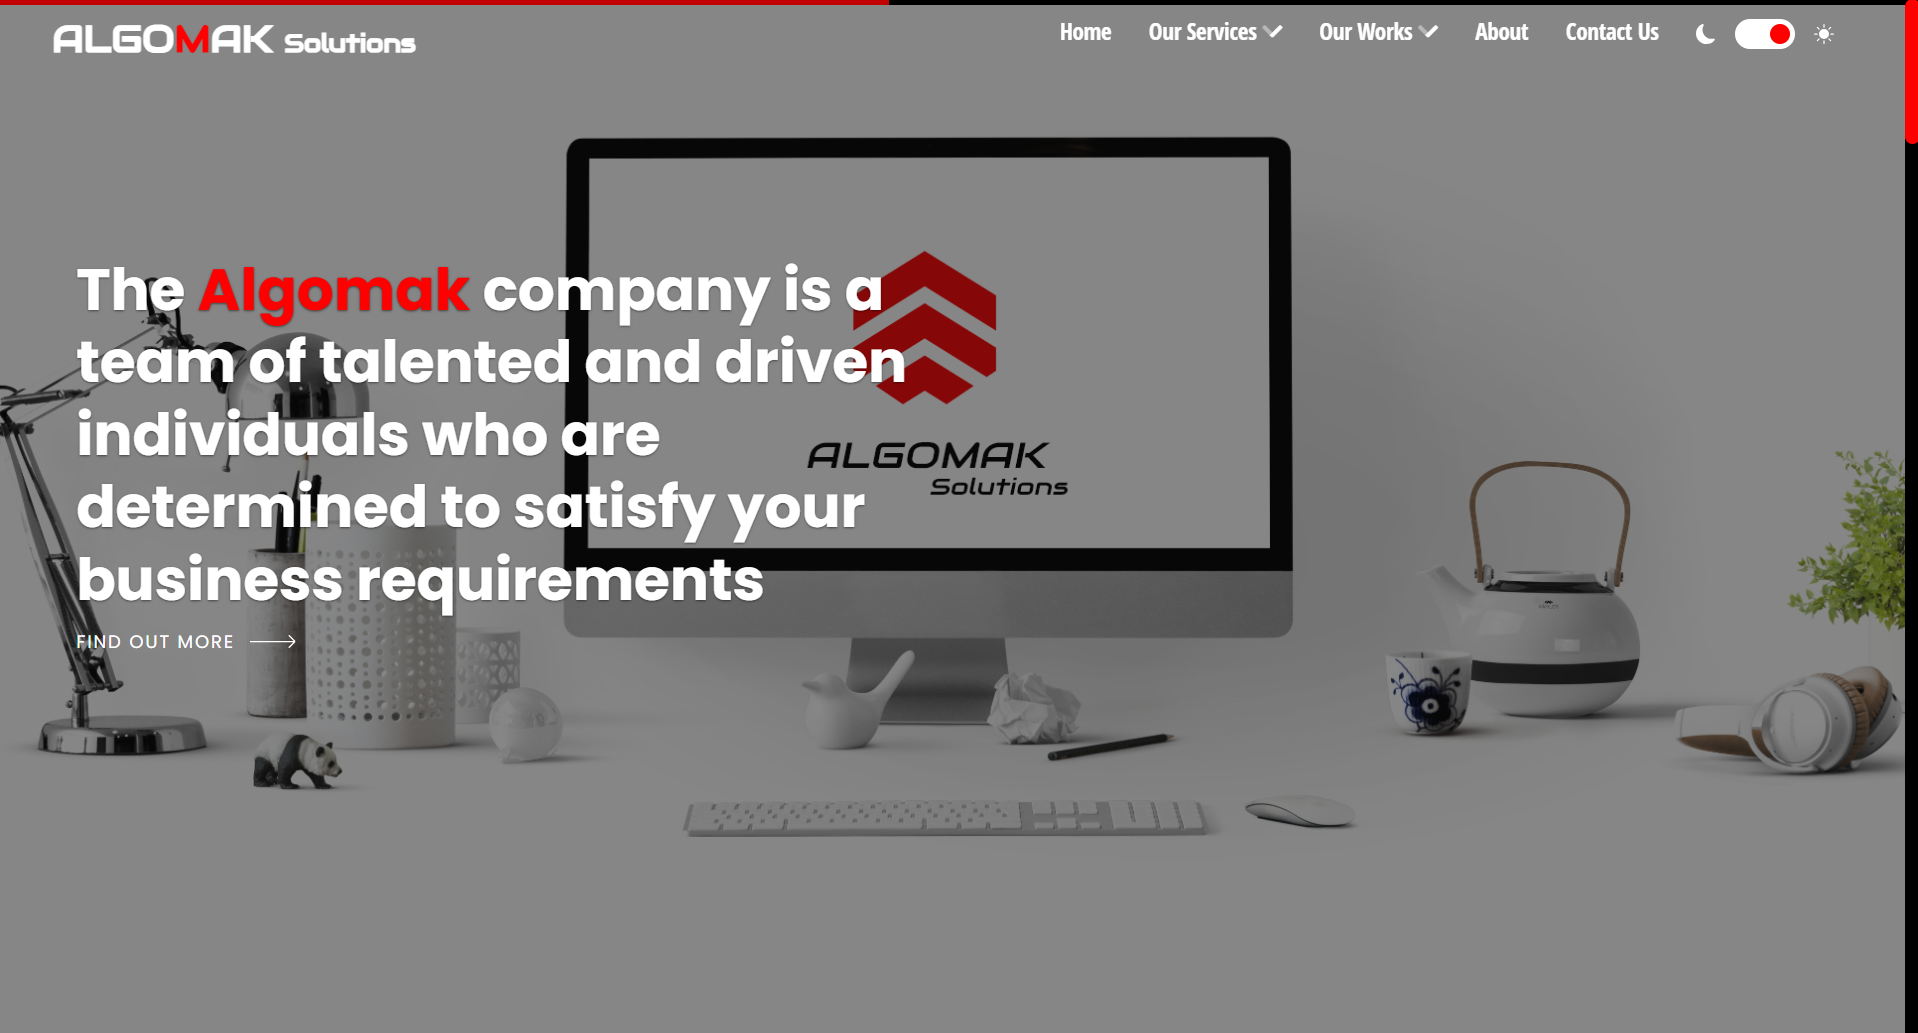 ALGOMAK Solutions
Home Our Services Our Works About Contact Us
The Algomak company is a
team of talented and driven
individuals who are
determined to satisfy your
business requirements
FIND OUT MORE
ALGOMAK
Solutions